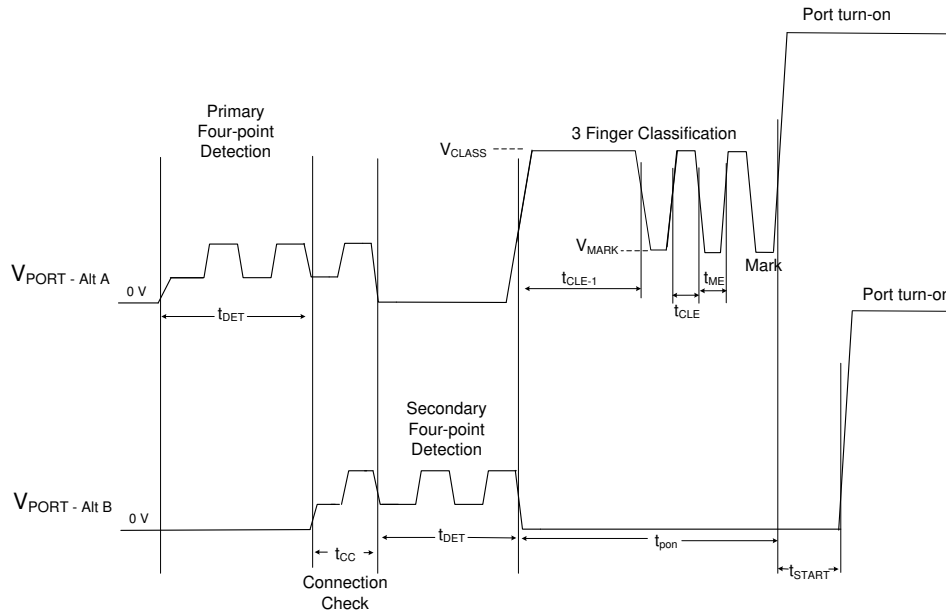 Port turn-on
Primary
Four-point
Detection
3 Finger Classification
VCLASS
VMARK
Mark
VPORT - Alt A
0 V
tDET
tCLE-1
tCLE
tME
Port turn-on
Secondary
Four-point
Detection
VPORT - Alt B
0 V
tCC
tDET
tpon
tSTART
Connection
Check